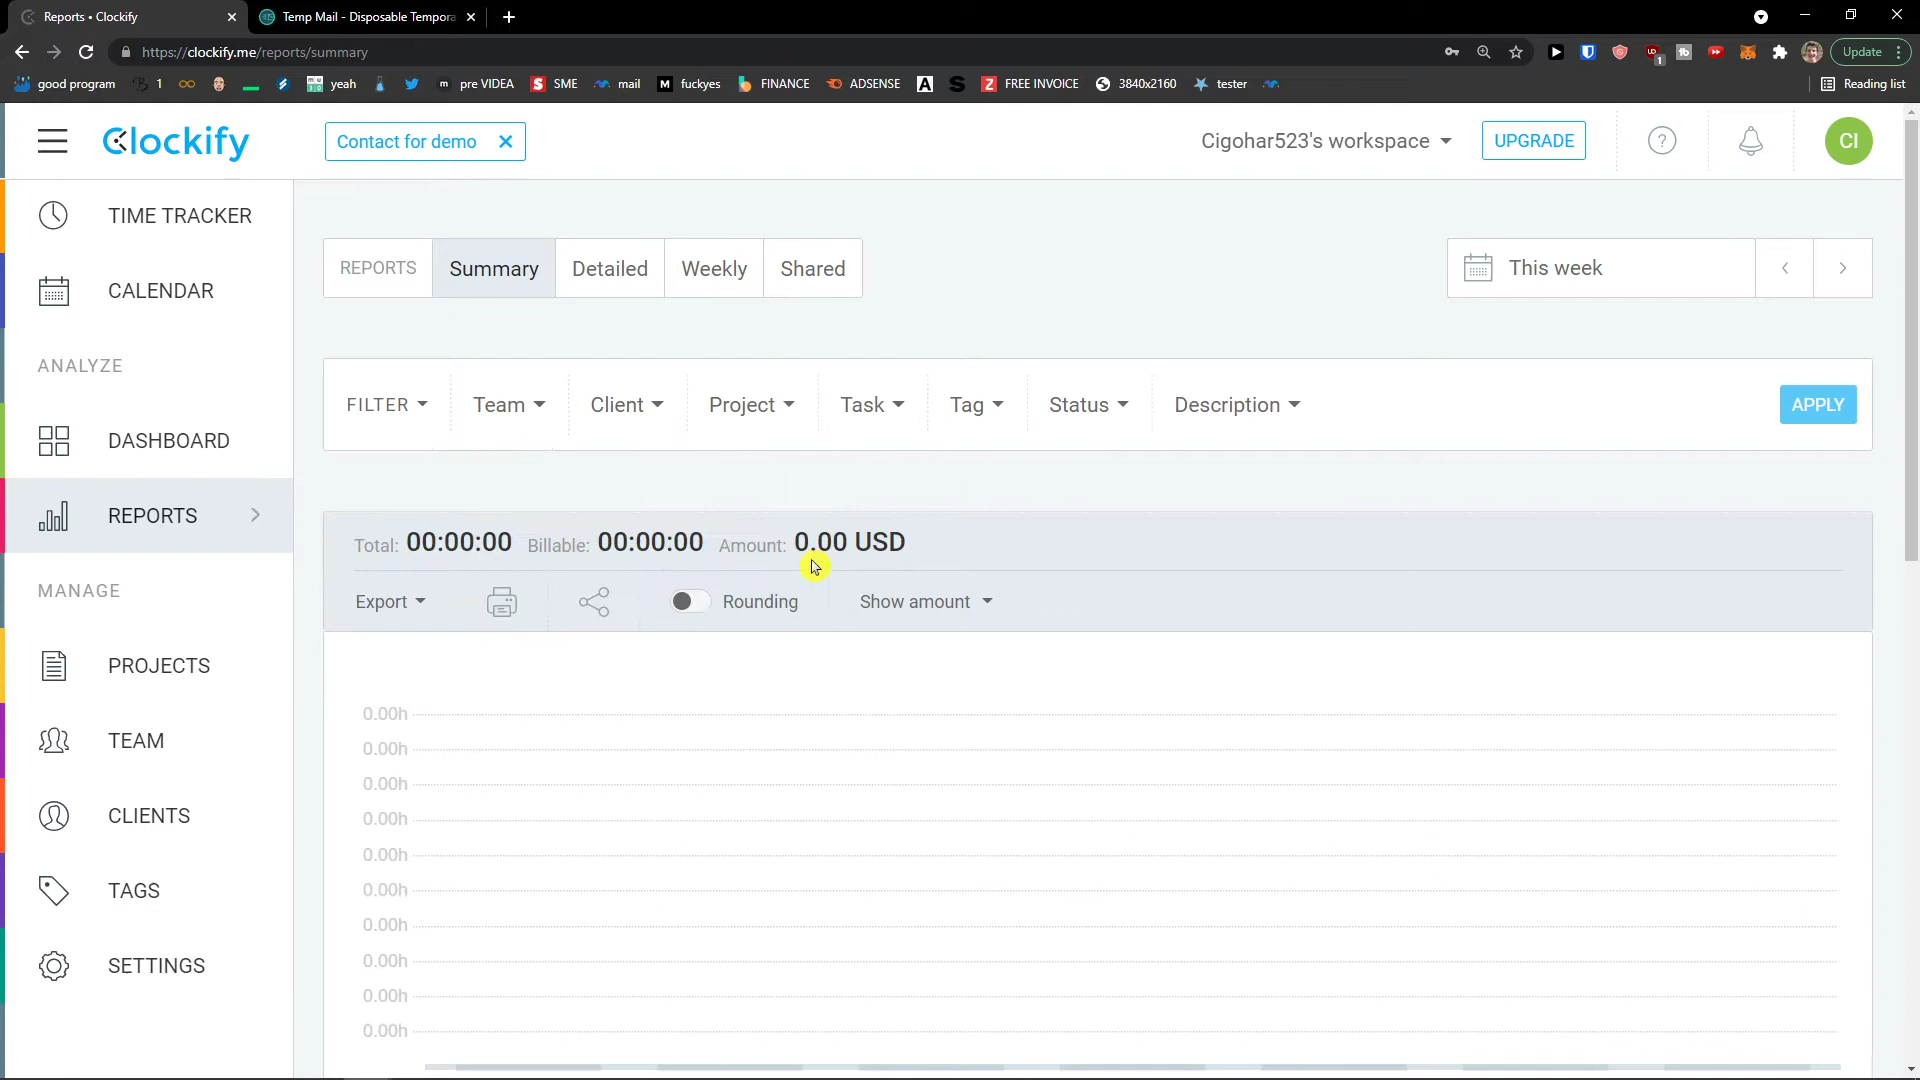 Reports • Clockify
Temp Mail - Disposable Tempora
https://clockify.me/reports/summary
Update
good program
1
yeah
pre VIDEA
SME
mail
fuckyes
FINANCE
ADSENSE
FREE INVOICE
3840x2160
tester
Reading list
Clockify
Contact for demo
Cigohar523's workspace
UPGRADE
CI
TIME TRACKER
CALENDAR
ANALYZE
DASHBOARD
REPORTS
MANAGE
PROJECTS
TEAM
CLIENTS
TAGS
SETTINGS
REPORTS Summary Detailed Weekly Shared
This week
FILTER Team Client Project Task Tag Status Description
APPLY
Total: 00:00:00 Billable: 00:00:00 Amount: 0.00 USD
Export Rounding Show amount
0.00h
0.00h
0.00h
0.00h
0.00h
0.00h
0.00h
0.00h
0.00h
0.00h